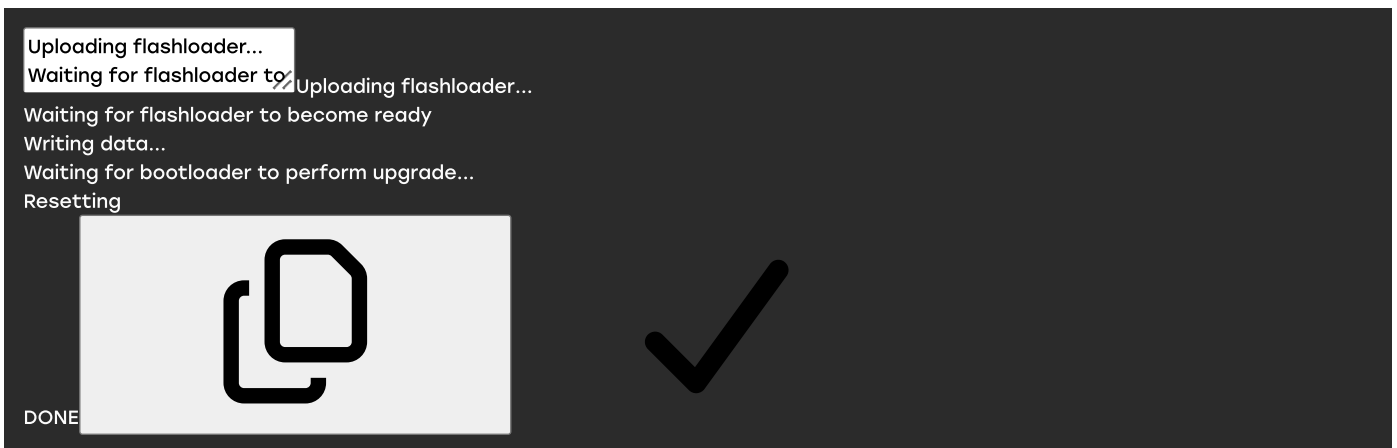 Uploading flashloader...
Waiting for flashloader to
Uploading flashloader...
Waiting for flashloader to become ready
Writing data...
Waiting for bootloader to perform upgrade...
Resetting
DONE